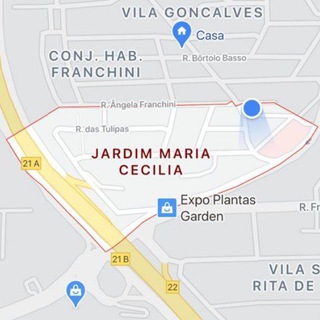 VILA GONCALVES
Casa
R. Bórtolo Basso
CONJ. HAB.
FRANCHINI
R. Ângela Franchini
R. das Tulipas
JARDIM MARIA
CECILIA
21 A
Expo Plantas
Garden
R. Fr
21 B
VILA S
RITA DE
22